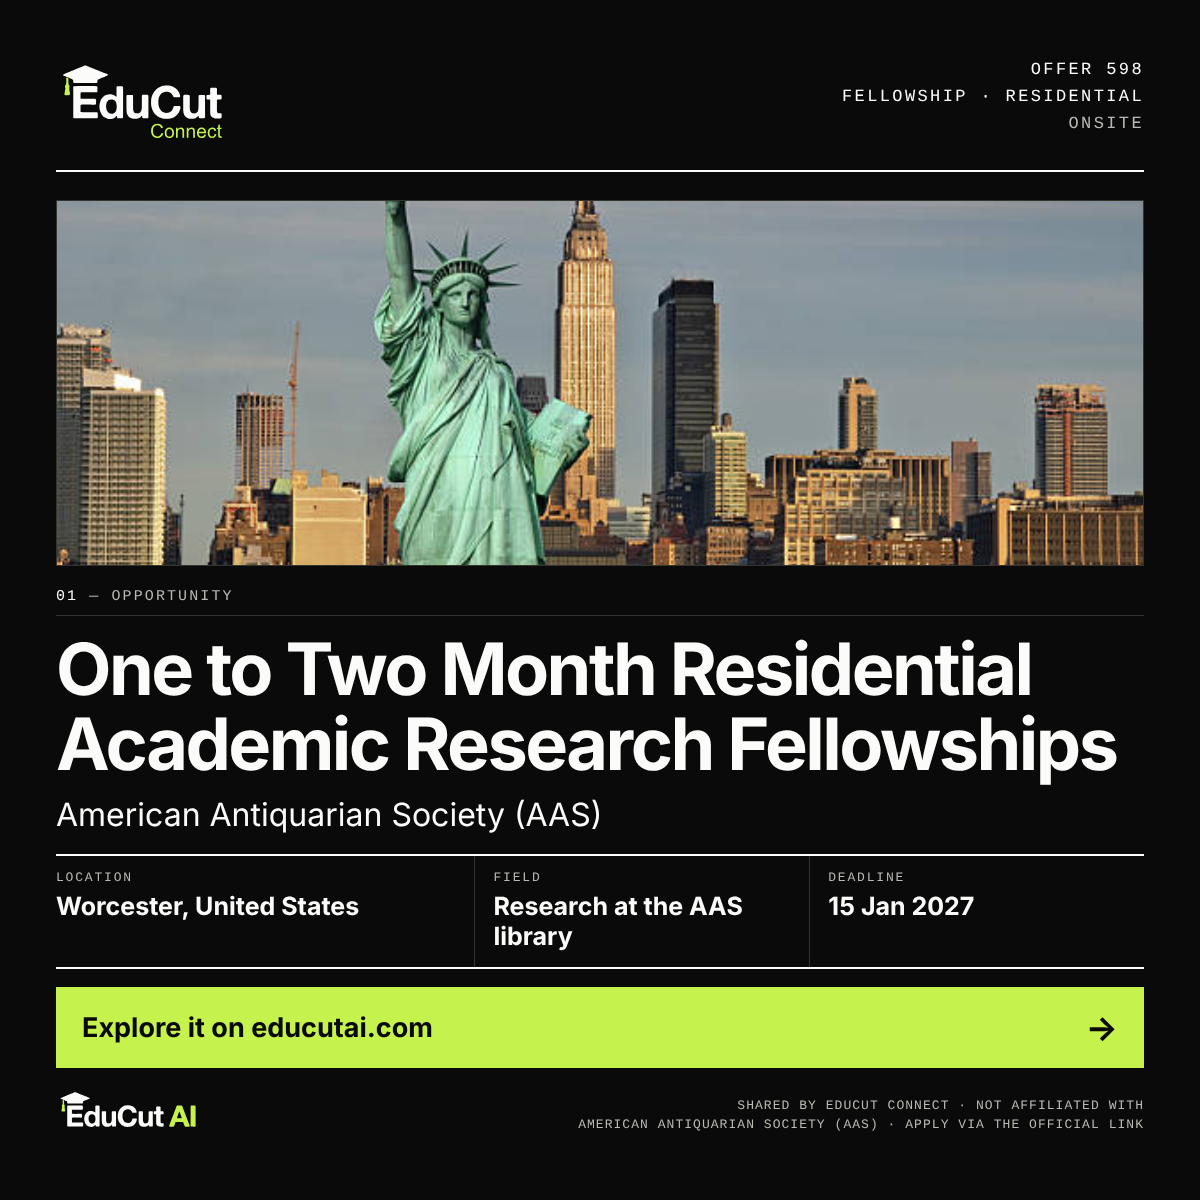 EduCut
Connect
OFFER 598
FELLOWSHIP · RESIDENTIAL
ONSITE
01 — OPPORTUNITY
One to Two Month Residential
Academic Research Fellowships
American Antiquarian Society (AAS)
LOCATION
Worcester, United States
FIELD
Research at the AAS
library
DEADLINE
15 Jan 2027
Explore it on educutai.com →
EduCut AI
SHARED BY EDUCUT CONNECT · NOT AFFILIATED WITH
AMERICAN ANTIQUARIAN SOCIETY (AAS) · APPLY VIA THE OFFICIAL LINK